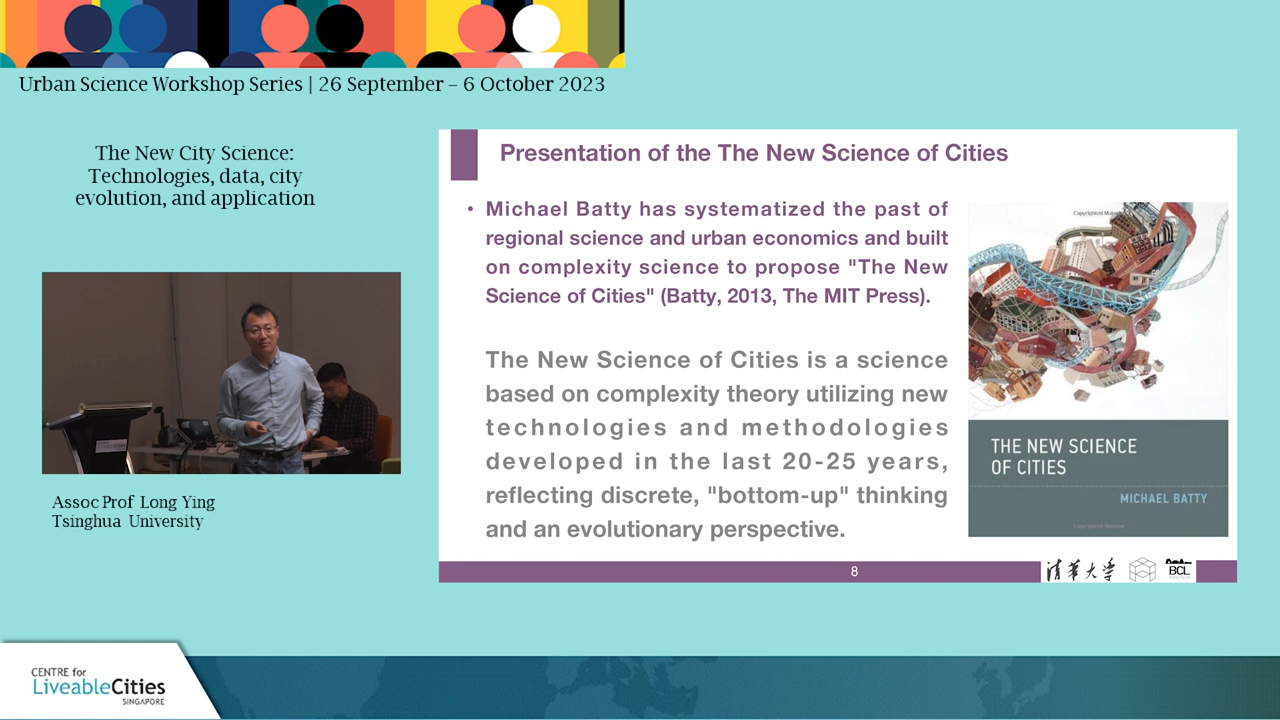 Urban Science Workshop Series | 26 September – 6 October 2023
The New City Science:
Technologies, data, city
evolution, and application
Assoc Prof Long Ying
Tsinghua University
Presentation of the The New Science of Cities
• Michael Batty has systematized the past of
regional science and urban economics and built
on complexity science to propose "The New
Science of Cities" (Batty, 2013, The MIT Press).
The New Science of Cities is a science
based on complexity theory utilizing new
technologies and methodologies
developed in the last 20-25 years,
reflecting discrete, "bottom-up" thinking
and an evolutionary perspective.
Copyrighted Material
THE NEW SCIENCE
OF CITIES
MICHAEL BATTY
Copyrighted Material
8
清华大学
BCL
CENTRE for
LiveableCities
SINGAPORE